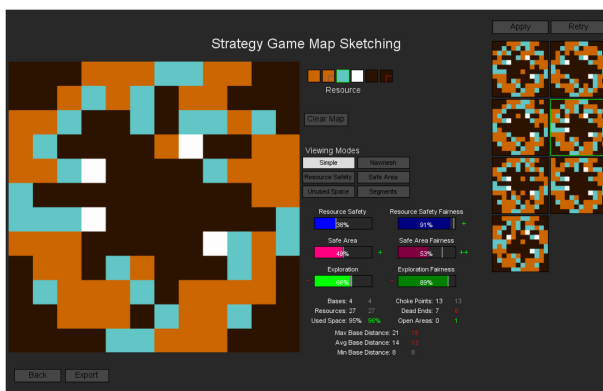 Apply Retry
Strategy Game Map Sketching
Resource
Clear Map
Viewing Modes
Simple Navmesh
Resource Safety Safe Area
Unused Space Segments
Resource Safety Resource Safety Fairness
38% 91% +
Safe Area Safe Area Fairness
49% + 53% ++
Exploration Exploration Fairness
66% 89%
Bases: 4 4 Choke Points: 13 13
Resources: 27 27 Dead Ends: 7
Used Space: 95% 96% Open Areas: 0 1
Max Base Distance: 21
Avg Base Distance: 14
Min Base Distance: 8 8
Back Export